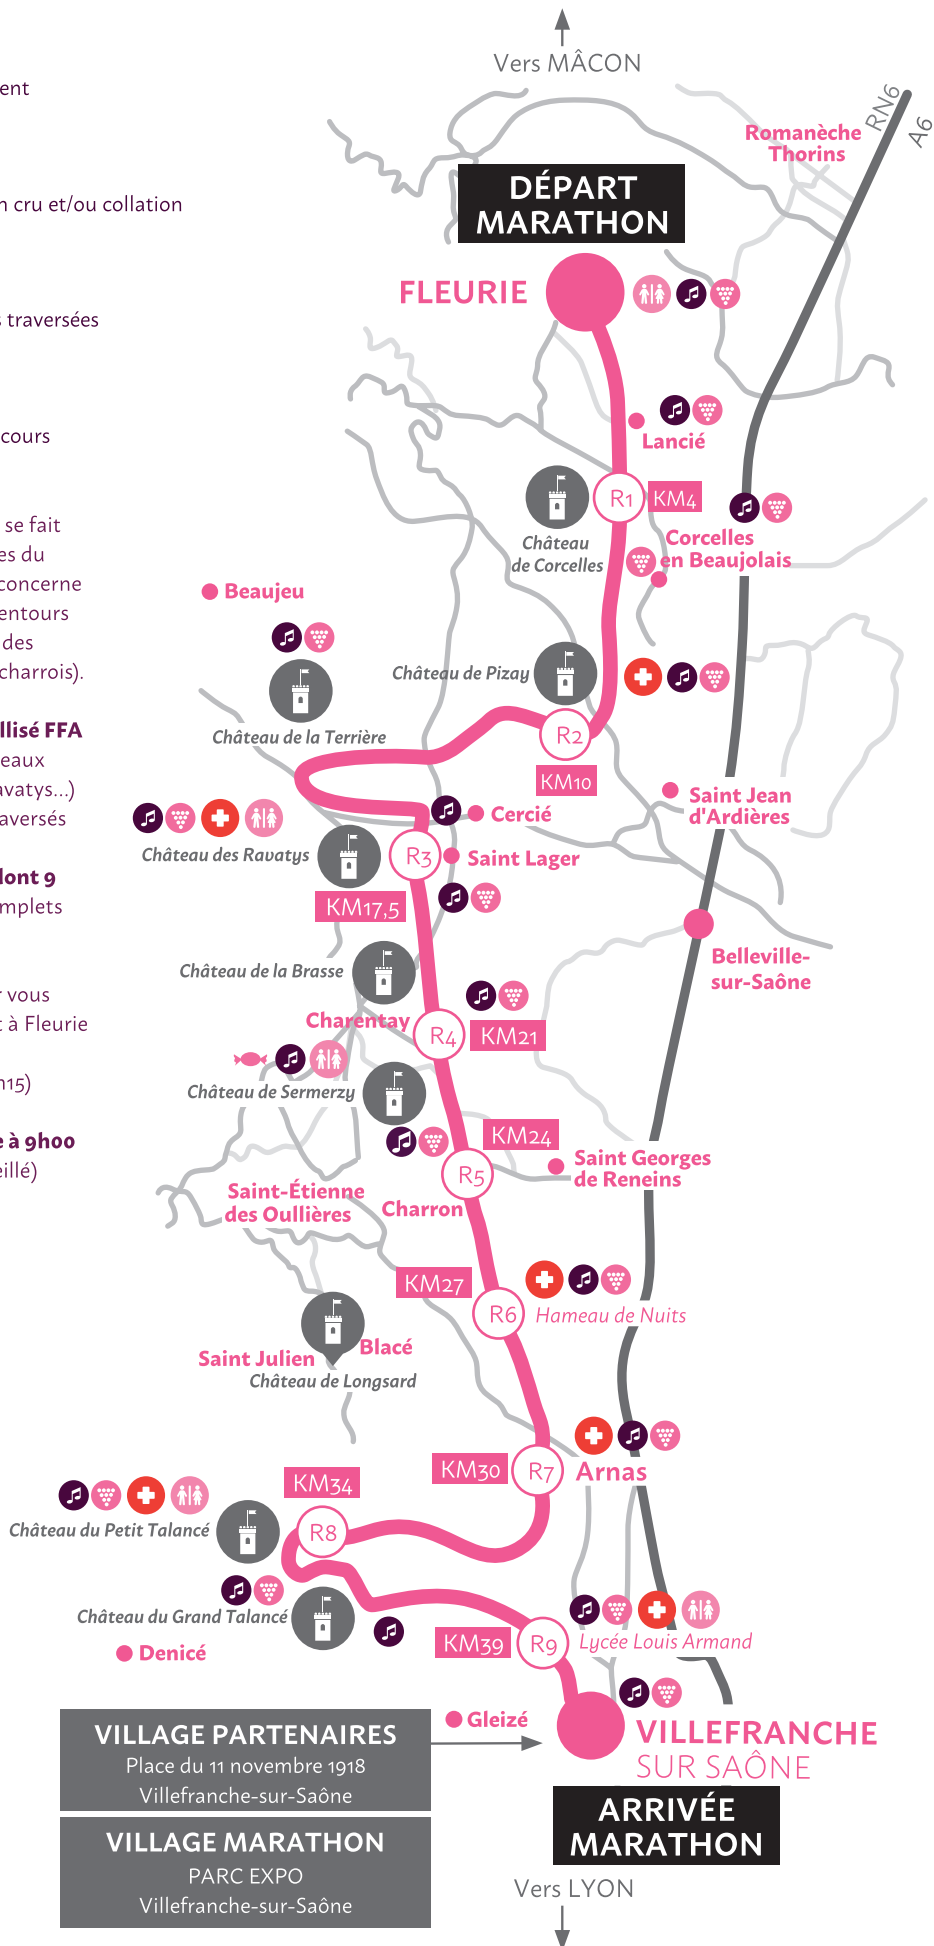 ent
n cru et/ou collation
s traversées
cours
se fait
es du
concerne
entours
des
charrois).
llisé FFA
eaux
avatys...)
aversés
dont 9
mplets
r vous
t à Fleurie
h15)
e à 9h00
eillé)
Vers MÂCON
RN6
A6
Romanèche
Thorins
DÉPART
MARATHON
FLEURIE
Lancié
R1
KM4
Château
de Corcelles
Corcelles
en Beaujolais
Beaujeu
Château de Pizay
Château de la Terrière
R2
KM10
Saint Jean
d'Ardières
Cercié
Château des Ravatys
R3
Saint Lager
KM17,5
Belleville-
sur-Saône
Château de la Brasse
Charentay
R4
KM21
Château de Sermerzy
KM24
R5
Saint Georges
de Reneins
Saint-Étienne
des Oullières
Charron
KM27
R6
Hameau de Nuits
Blacé
Saint Julien
Château de Longsard
KM30
R7
Arnas
KM34
R8
Château du Petit Talancé
Château du Grand Talancé
Denicé
KM39
R9
Lycée Louis Armand
Gleizé
VILLEFRANCHE
SUR SAÔNE
VILLAGE PARTENAIRES
Place du 11 novembre 1918
Villefranche-sur-Saône
ARRIVÉE
MARATHON
VILLAGE MARATHON
PARC EXPO
Villefranche-sur-Saône
Vers LYON